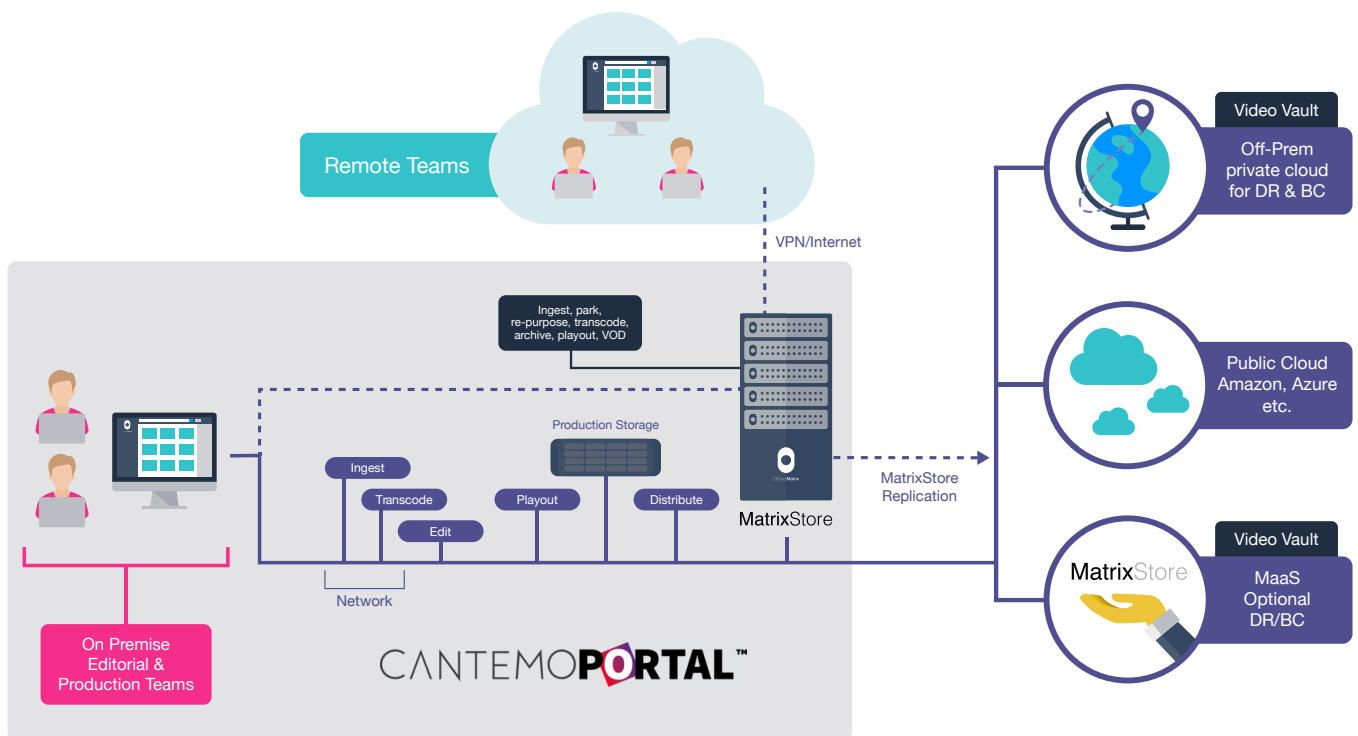 Remote Teams
VPN/Internet
Video Vault
Off-Prem
private cloud
for DR & BC
Ingest, park,
re-purpose, transcode,
archive, playout, VOD
Public Cloud
Amazon, Azure
etc.
Production Storage
Ingest
Transcode
Edit
Playout
Distribute
Object Matrix
MatrixStore
MatrixStore
Replication
Network
Video Vault
MatrixStore
MaaS
Optional
DR/BC
On Premise
Editorial &
Production Teams
CANTEMOPORTAL™